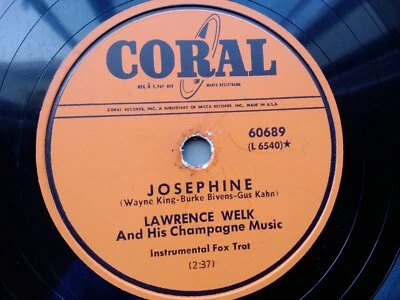 CORAL
REG. U.S. PAT. OFF. MARCA REGISTRADA
CORAL RECORDS, INC., A SUBSIDIARY OF DECCA RECORDS, INC., MADE IN U.S.A.
60689
(L 6540)★
JOSEPHINE
(Wayne King-Burke Bivens-Gus Kahn)
LAWRENCE WELK
And His Champagne Music
Instrumental Fox Trot
(2:37)